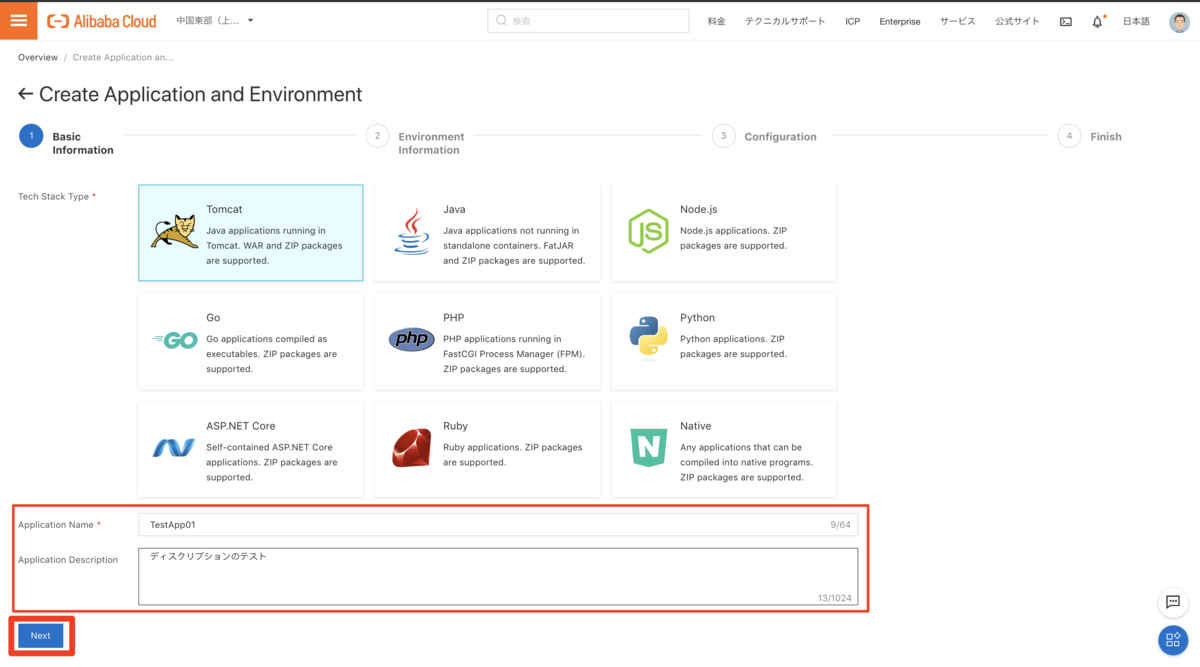 Alibaba Cloud
中国東部（上...
検索
料金
テクニカルサポート
ICP
Enterprise
サービス
公式サイト
日本語
Overview / Create Application an...
← Create Application and Environment
1
Basic
Information
2
Environment
Information
3
Configuration
4
Finish
Tech Stack Type *
Tomcat
Java applications running in
Tomcat. WAR and ZIP packages
are supported.
Java
Java applications not running in
standalone containers. FatJAR
and ZIP packages are supported.
JS
Node.js
Node.js applications. ZIP
packages are supported.
GO
Go
Go applications compiled as
executables. ZIP packages are
supported.
php
PHP
PHP applications running in
FastCGI Process Manager (FPM).
ZIP packages are supported.
Python
Python applications. ZIP
packages are supported.
ASP.NET Core
Self-contained ASP.NET Core
applications. ZIP packages are
supported.
Ruby
Ruby applications. ZIP packages
are supported.
N
Native
Any applications that can be
compiled into native programs.
ZIP packages are supported.
Application Name *
TestApp01
9/64
Application Description
ディスクリプションのテスト
13/1024
Next